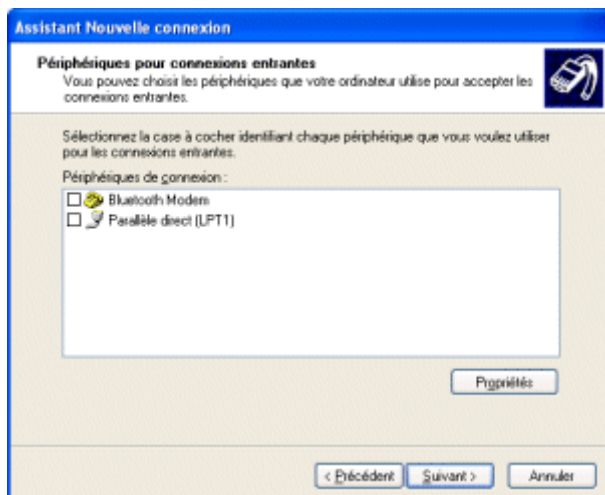 Assistant Nouvelle connexion
Périphériques pour connexions entrantes
Vous pouvez choisir les périphériques que votre ordinateur utilise pour accepter les
connexions entrantes.
Sélectionnez la case à cocher identifiant chaque périphérique que vous voulez utiliser
pour les connexions entrantes.
Périphériques de connexion :
Bluetooth Modem
Parallèle direct (LPT1)
Propriétés
< Précédent Suivant > Annuler